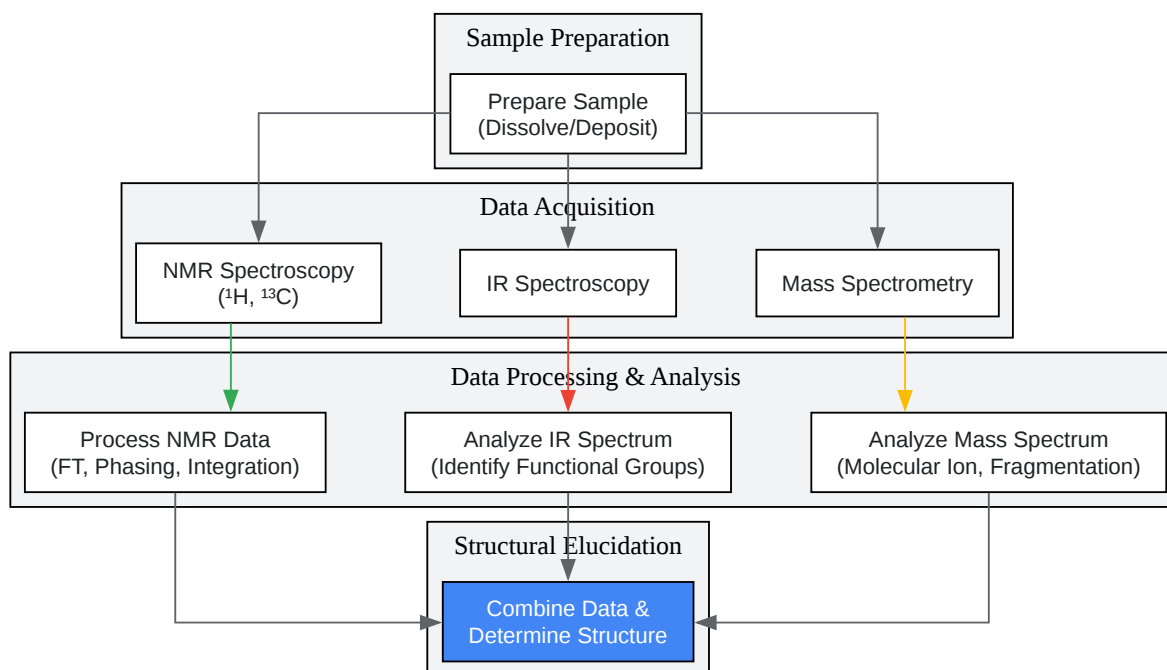 Sample Preparation
Prepare Sample
(Dissolve/Deposit)
Data Acquisition
NMR Spectroscopy
(¹H, ¹³C)
IR Spectroscopy
Mass Spectrometry
Data Processing & Analysis
Process NMR Data
(FT, Phasing, Integration)
Analyze IR Spectrum
(Identify Functional Groups)
Analyze Mass Spectrum
(Molecular Ion, Fragmentation)
Structural Elucidation
Combine Data &
Determine Structure